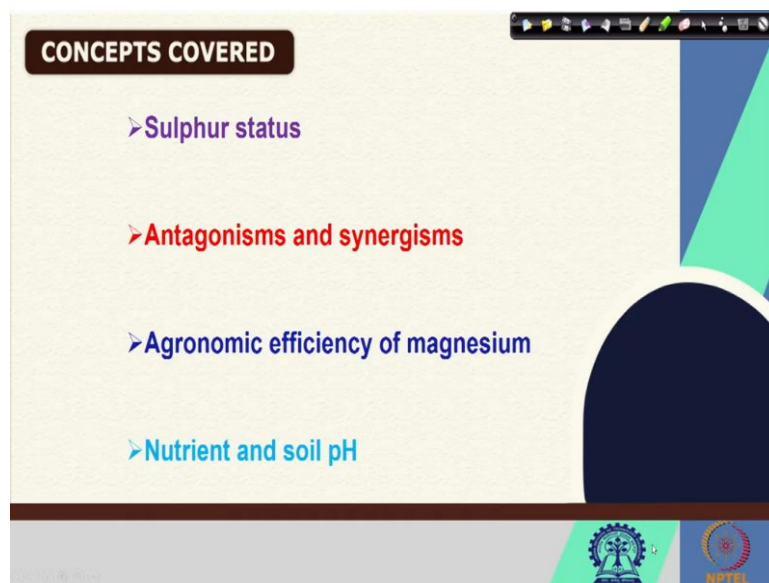 CONCEPTS COVERED
➢Sulphur status
➢Antagonisms and synergisms
➢Agronomic efficiency of magnesium
➢Nutrient and soil pH
NPTEL